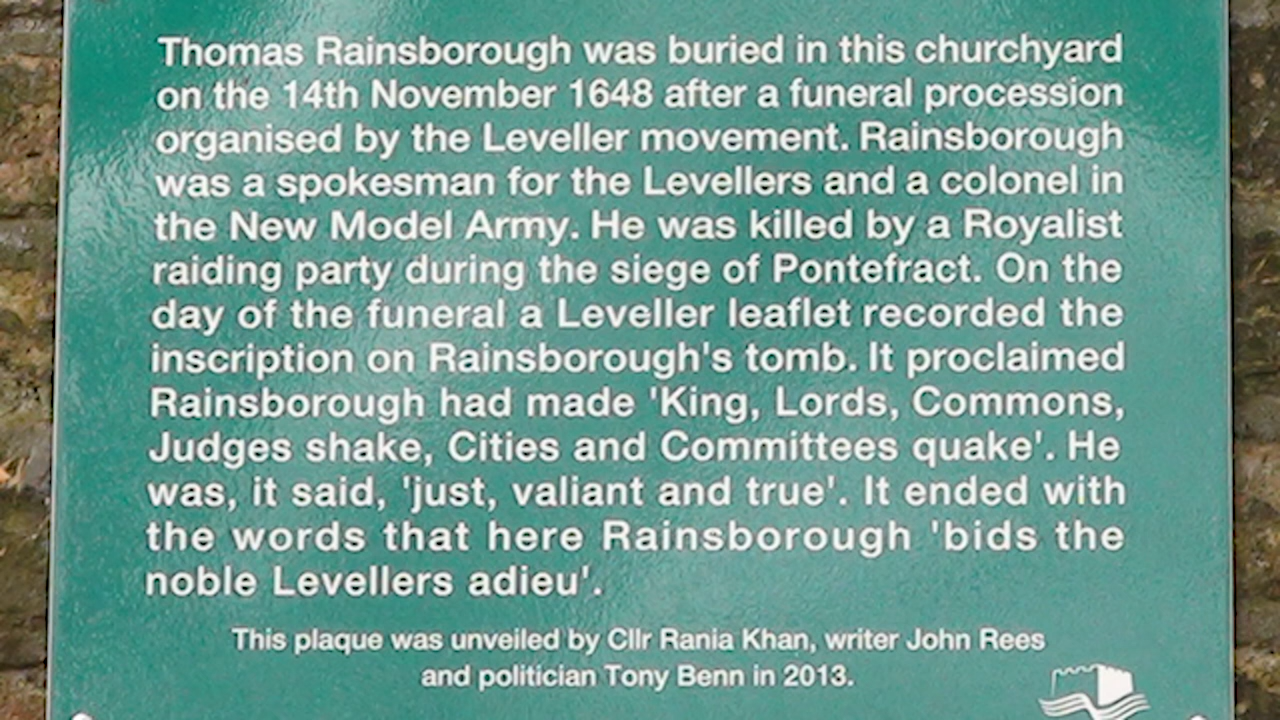 Thomas Rainsborough was buried in this churchyard
on the 14th November 1648 after a funeral procession
organised by the Leveller movement. Rainsborough
was a spokesman for the Levellers and a colonel in
the New Model Army. He was killed by a Royalist
raiding party during the siege of Pontefract. On the
day of the funeral a Leveller leaflet recorded the
inscription on Rainsborough's tomb. It proclaimed
Rainsborough had made 'King, Lords, Commons,
Judges shake, Cities and Committees quake'. He
was, it said, 'just, valiant and true'. It ended with
the words that here Rainsborough 'bids the
noble Levellers adieu'.
This plaque was unveiled by Cllr Rania Khan, writer John Rees
and politician Tony Benn in 2013.